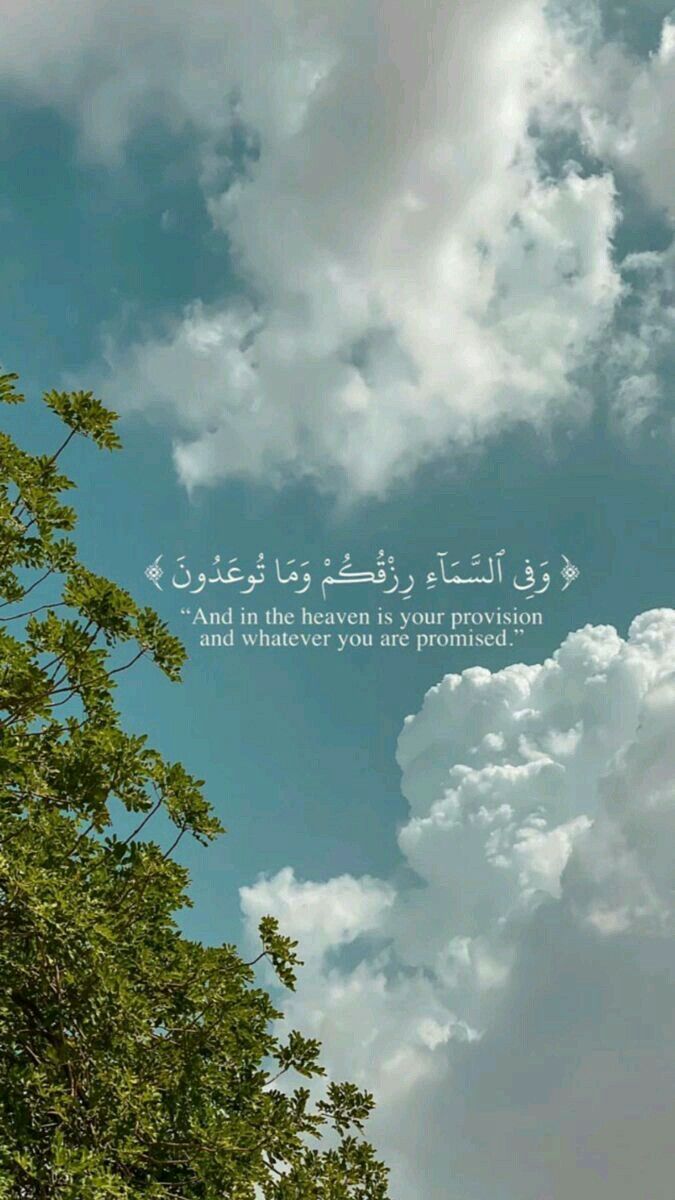 ﴿ وَفِي ٱلسَّمَآءِ رِزْقُكُمْ وَمَا تُوعَدُونَ ﴾
“And in the heaven is your provision
and whatever you are promised.”